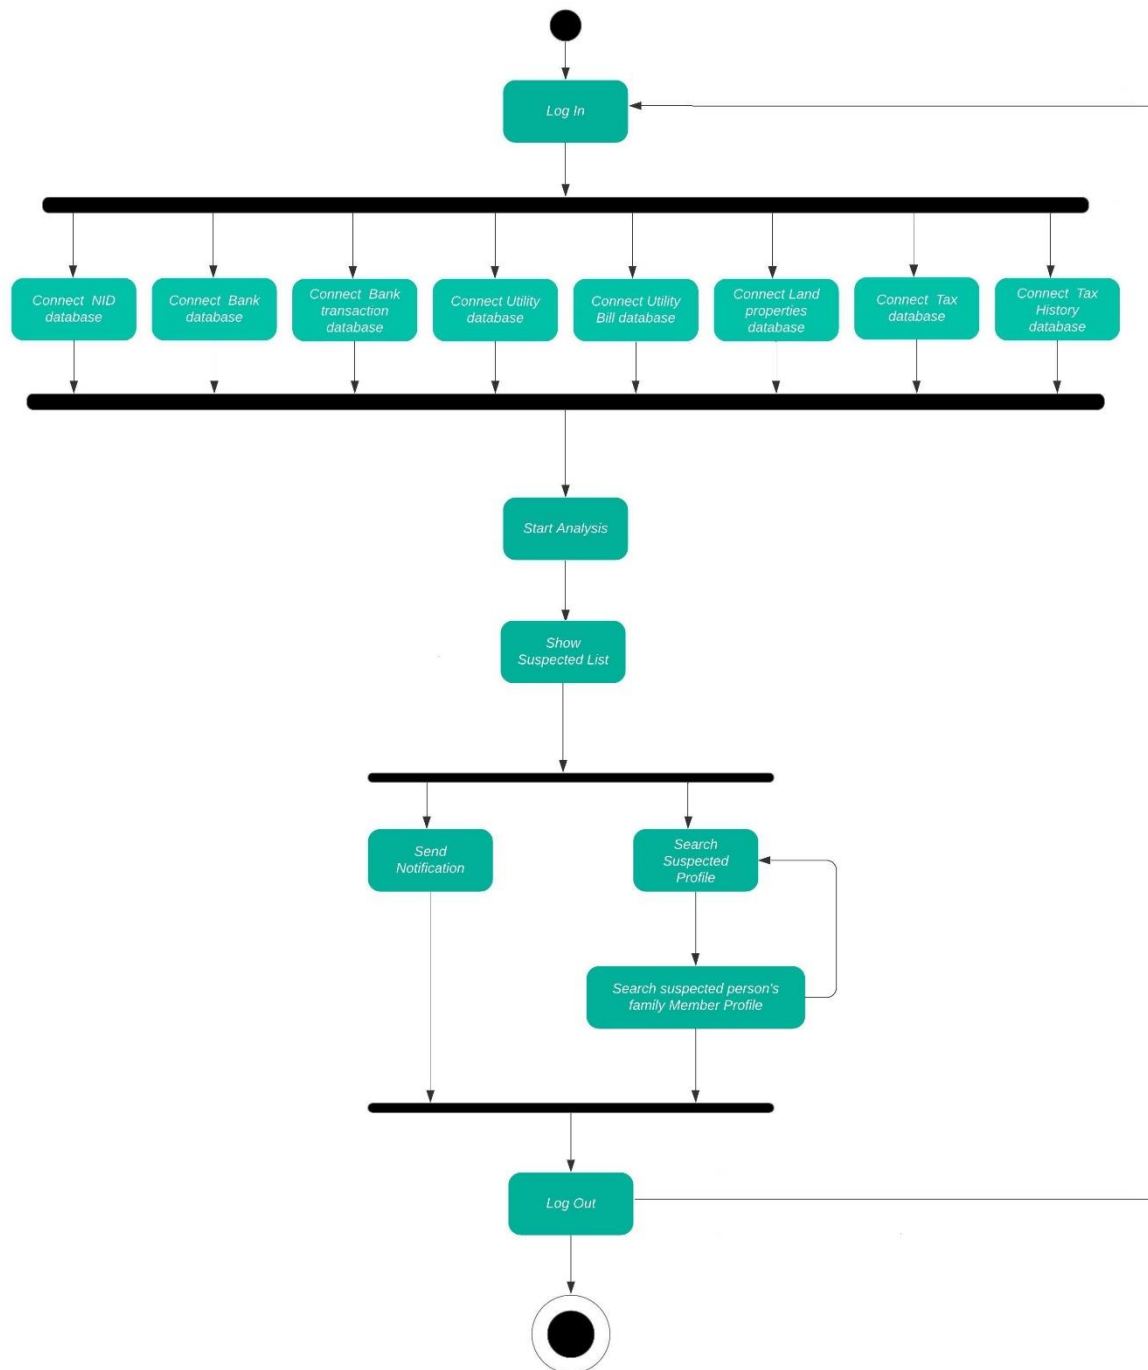 Log In
Connect NID
database
Connect Bank
database
Connect Bank
transaction
database
Connect Utility
database
Connect Utility
Bill database
Connect Land
properties
database
Connect Tax
database
Connect Tax
History
database
Start Analysis
Show
Suspected List
Send
Notification
Search
Suspected
Profile
Search suspected person's
family Member Profile
Log Out